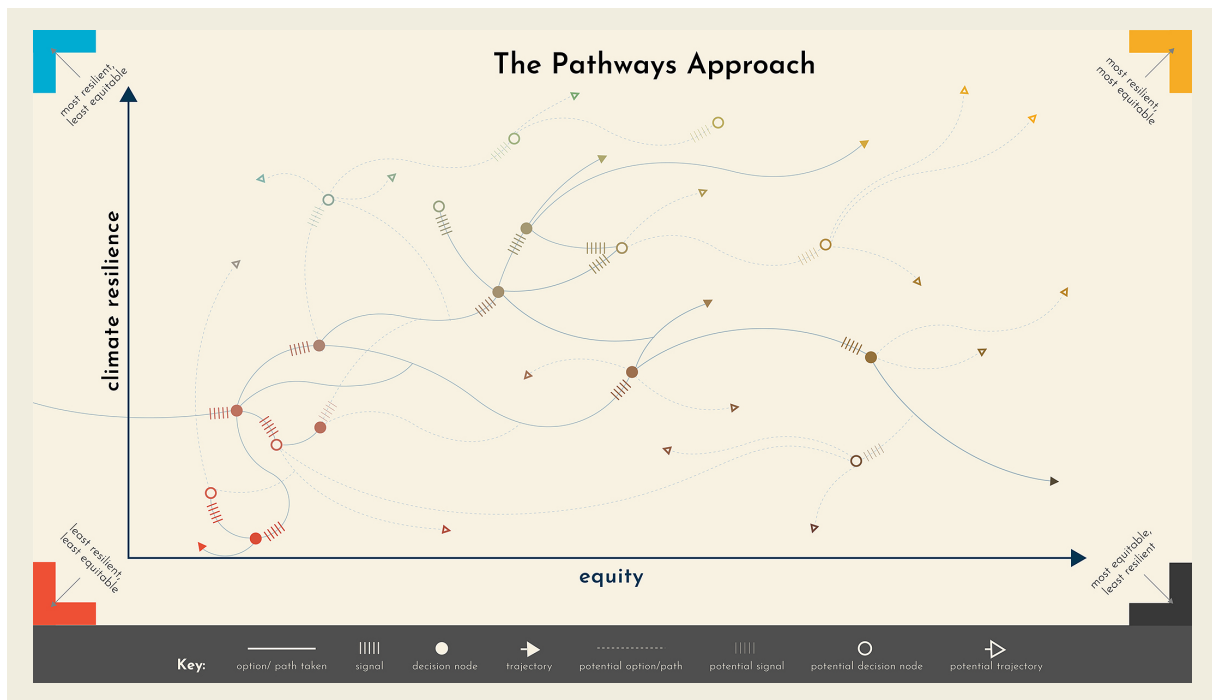 The Pathways Approach
most resilient,
least equitable
most resilient,
most equitable
climate resilience
least resilient,
least equitable
most equitable,
least resilient
equity
Key:
option/ path taken
signal
decision node
trajectory
potential option/path
potential signal
potential decision node
potential trajectory